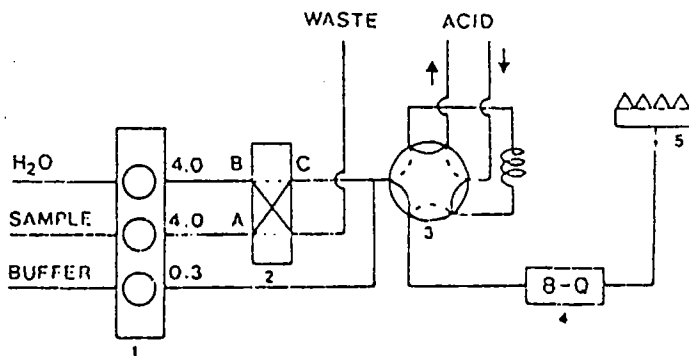 WASTE ACID
5
H₂O 4.0 B C
SAMPLE 4.0 A
3
BUFFER 0.3 2
8-Q
4
1